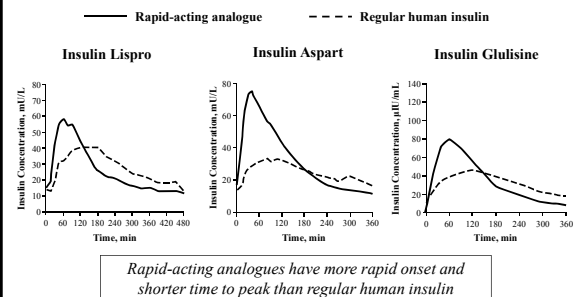 Rapid-acting analogue Regular human insulin
Insulin Lispro
Insulin Concentration, mU/L
80
70
60
50
40
30
20
10
0
0 60 120 180 240 300 360 420 480
Time, min
Insulin Aspart
Insulin Concentration, mU/L
80
60
40
20
0
0 60 120 180 240 300 360
Time, min
Insulin Glulisine
Insulin Concentration, µIU/mL
140
120
100
80
60
40
20
0
0 60 120 180 240 300 360
Time, min
Rapid-acting analogues have more rapid onset and
shorter time to peak than regular human insulin